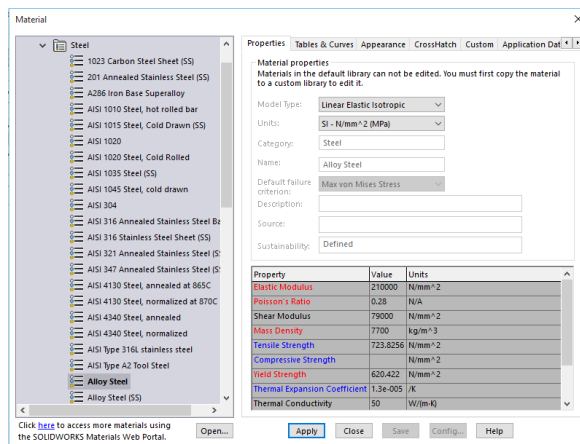 Material
Steel
1023 Carbon Steel Sheet (SS)
201 Annealed Stainless Steel (SS)
A286 Iron Base Superalloy
AISI 1010 Steel, hot rolled bar
AISI 1015 Steel, Cold Drawn (SS)
AISI 1020
AISI 1020 Steel, Cold Rolled
AISI 1035 Steel (SS)
AISI 1045 Steel, cold drawn
AISI 304
AISI 316 Annealed Stainless Steel Ba
AISI 316 Stainless Steel Sheet (SS)
AISI 321 Annealed Stainless Steel (S
AISI 347 Annealed Stainless Steel (S
AISI 4130 Steel, annealed at 865C
AISI 4130 Steel, normalized at 870C
AISI 4340 Steel, annealed
AISI 4340 Steel, normalized
AISI Type 316L stainless steel
AISI Type A2 Tool Steel
Alloy Steel
Alloy Steel (SS)
Click here to access more materials using
the SOLIDWORKS Materials Web Portal.
Open...
Properties Tables & Curves Appearance CrossHatch Custom Application Dat
Material properties
Materials in the default library can not be edited. You must first copy the material
to a custom library to edit it.
Model Type: Linear Elastic Isotropic
Units: SI - N/mm^2 (MPa)
Category: Steel
Name: Alloy Steel
Default failure
criterion: Max von Mises Stress
Description:
Source:
Sustainability: Defined
Property Value Units
Elastic Modulus 210000 N/mm^2
Poisson's Ratio 0.28 N/A
Shear Modulus 79000 N/mm^2
Mass Density 7700 kg/m^3
Tensile Strength 723.8256 N/mm^2
Compressive Strength N/mm^2
Yield Strength 620.422 N/mm^2
Thermal Expansion Coefficient 1.3e-005 /K
Thermal Conductivity 50 W/(m·K)
Apply Close Save Config... Help